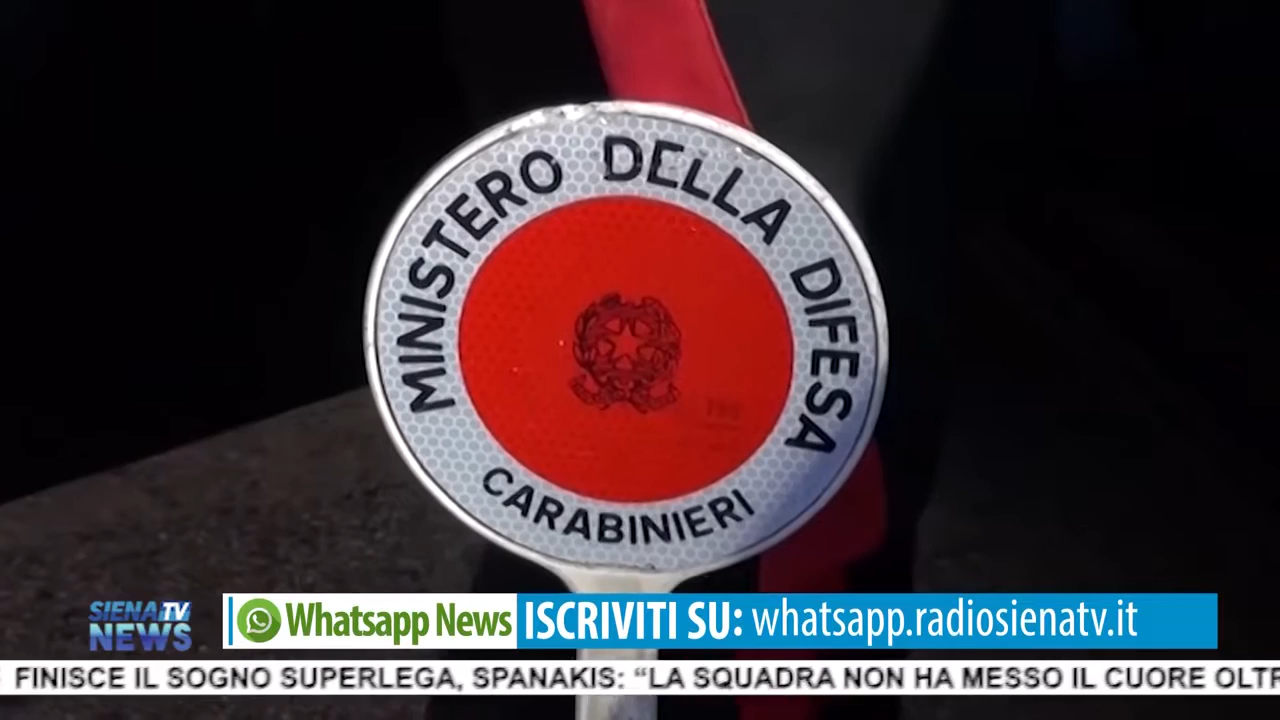 MINISTERO DELLA DIFESA
CARABINIERI
SIENA TV
NEWS
Whatsapp News
ISCRIVITI SU: whatsapp.radiosienatv.it
FINISCE IL SOGNO SUPERLEGA, SPANAKIS: “LA SQUADRA NON HA MESSO IL CUORE OLTR